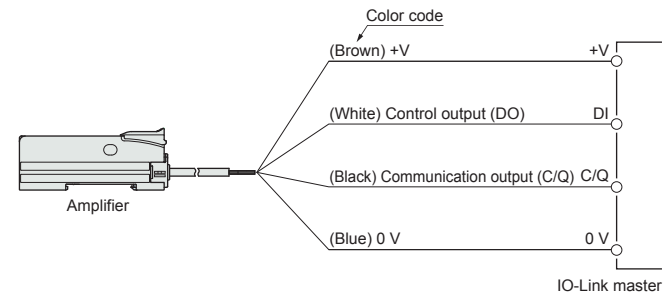 Color code
(Brown) +V +V
(White) Control output (DO) DI
(Black) Communication output (C/Q) C/Q
Amplifier
(Blue) 0 V 0 V
IO-Link master